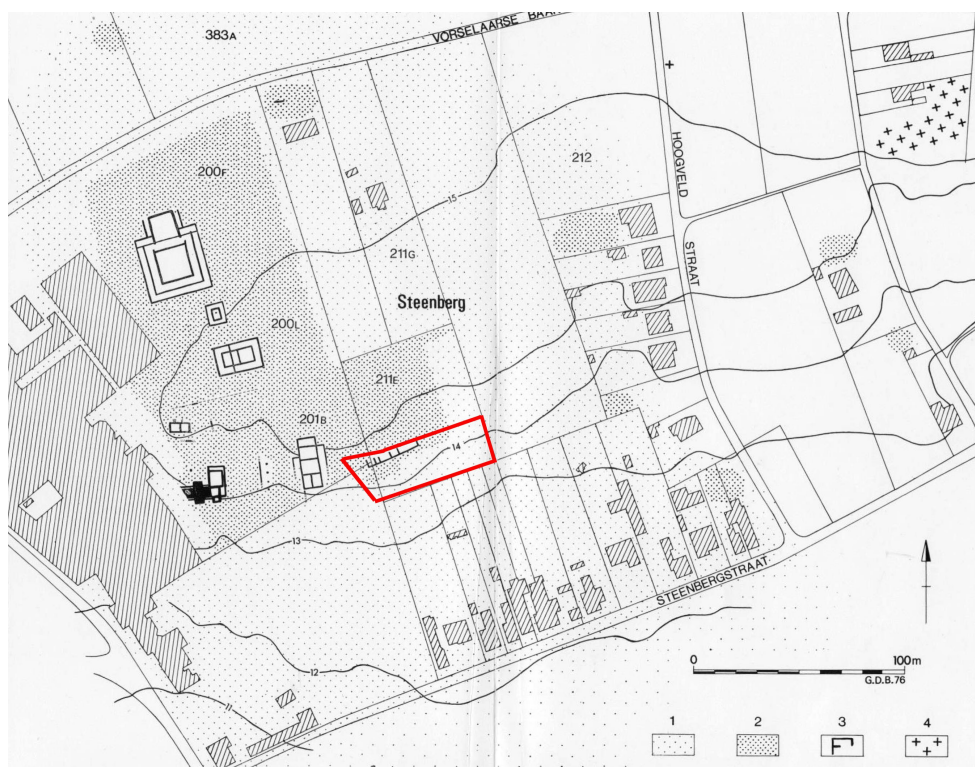 383A
VORSELAARSE BAAN
200F
212
HOOGVELD
STRAAT
15
211G
Steenberg
200L
211E
201B
14
13
STEENBERGSTRAAT
12
11
0 100m
G.D.B.76
1 2 3 4